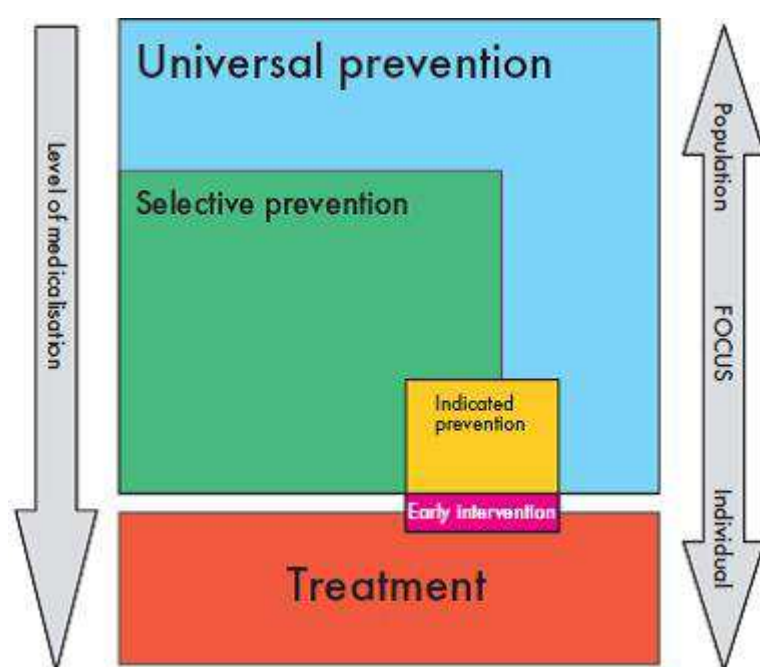 Universal prevention
Level of medicalisation
Population
FOCUS
Individual
Selective prevention
Indicated
prevention
Early intervention
Treatment